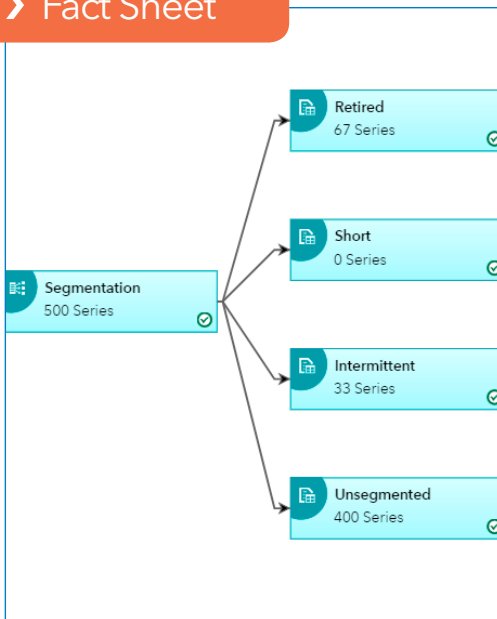 Fact Sheet
Retired
67 Series
Short
0 Series
Segmentation
500 Series
Intermittent
33 Series
Unsegmented
400 Series